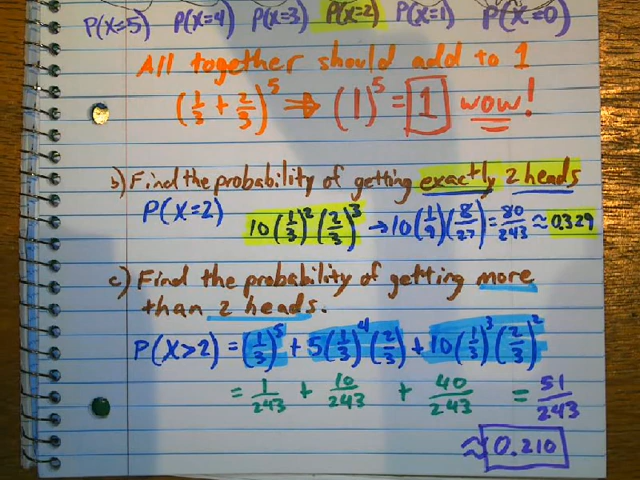 P(X=5) P(X=4) P(X=3) P(X=2) P(X=1) P(X=0)
All together should add to 1
(1/3 + 2/3)^5 ⇒ (1)^5 = 1 wow!
b) Find the probability of getting exactly 2 heads
P(X=2) 10(1/3)^2(2/3)^3 → 10(1/9)(8/27) = 80/243 ≈ 0.329
c) Find the probability of getting more
than 2 heads.
P(X>2) = (1/3)^5 + 5(1/3)^4(2/3) + 10(1/3)^3(2/3)^2
= 1/243 + 10/243 + 40/243 = 51/243
≈ 0.210